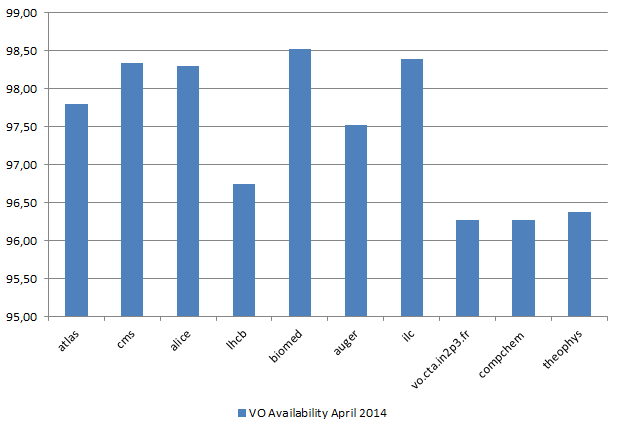 99,00
98,50
98,00
97,50
97,00
96,50
96,00
95,50
95,00
atlas
cms
alice
lhcb
biomed
auger
ilc
vo.cta.in2p3.fr
compchem
theophys
VO Availability April 2014